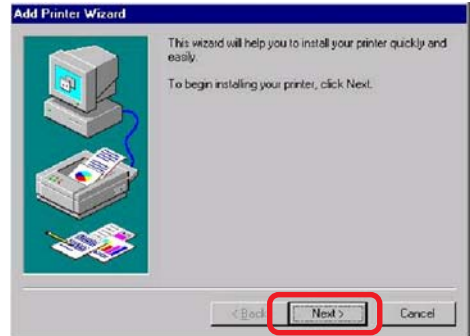 Add Printer Wizard
This wizard will help you to install your printer quickly and
easily.
To begin installing your printer, click Next.
< Back
Next >
Cancel